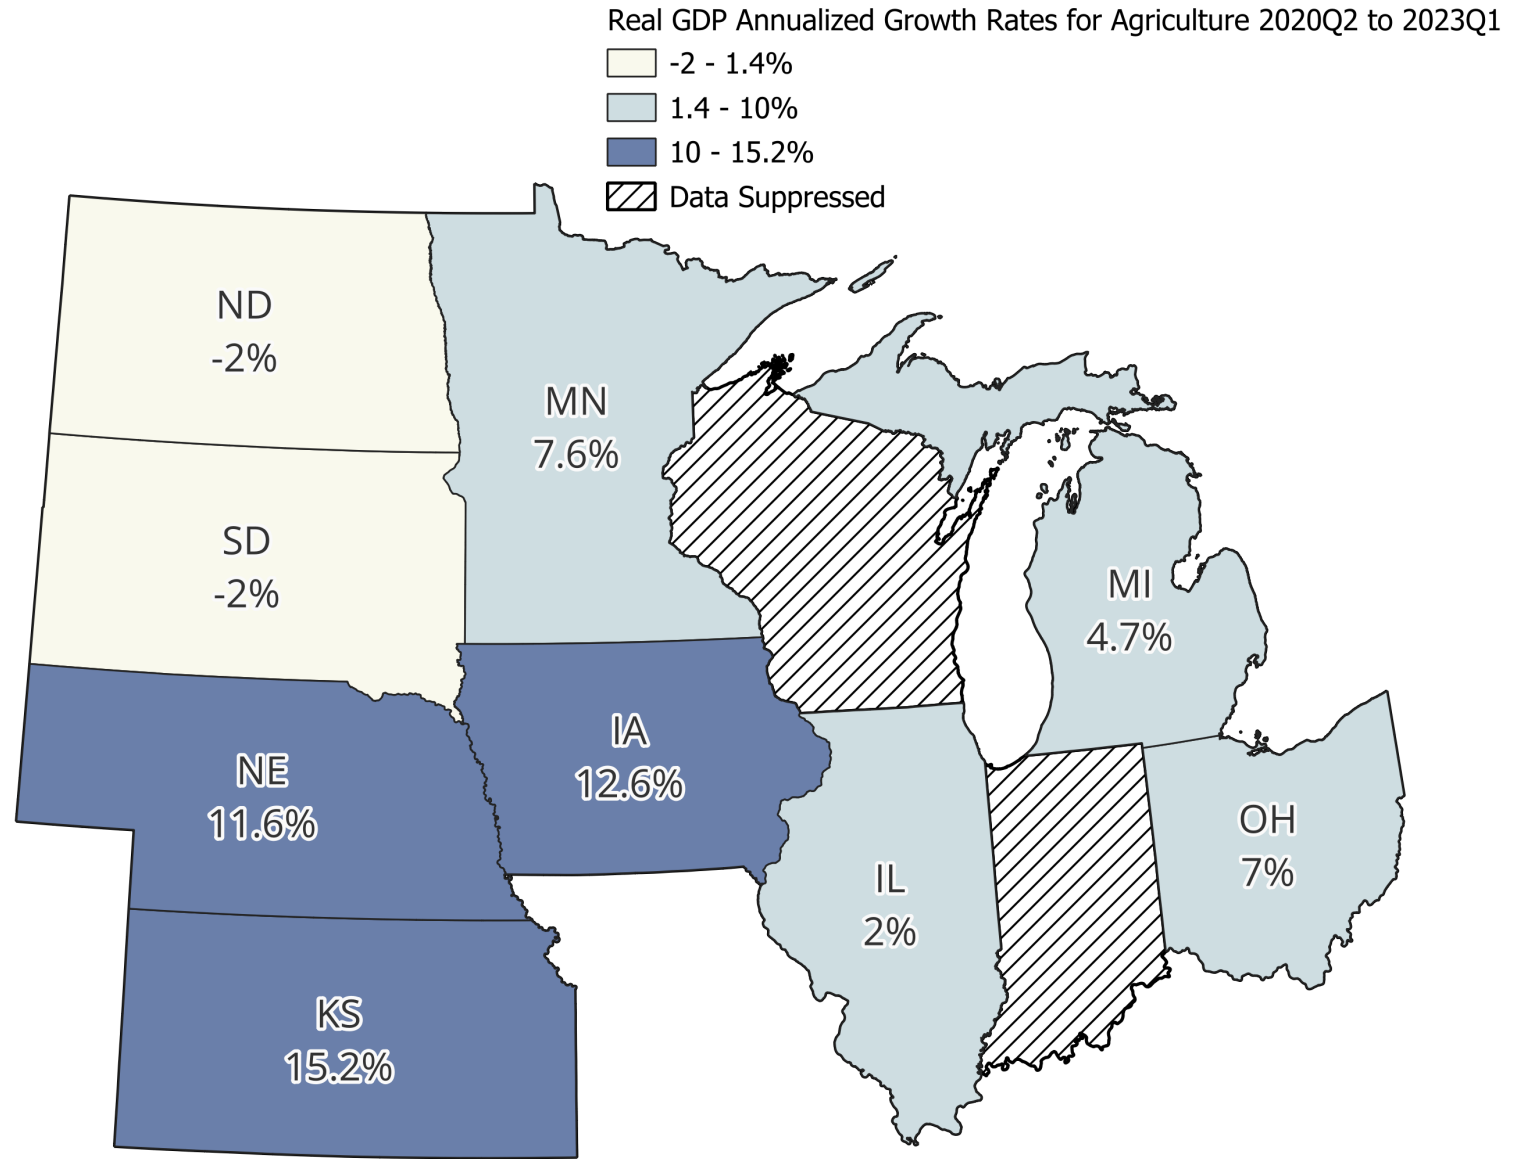 Real GDP Annualized Growth Rates for Agriculture 2020Q2 to 2023Q1
-2 - 1.4%
1.4 - 10%
10 - 15.2%
Data Suppressed
ND
-2%
MN
7.6%
SD
-2%
MI
4.7%
IA
12.6%
NE
11.6%
OH
7%
IL
2%
KS
15.2%